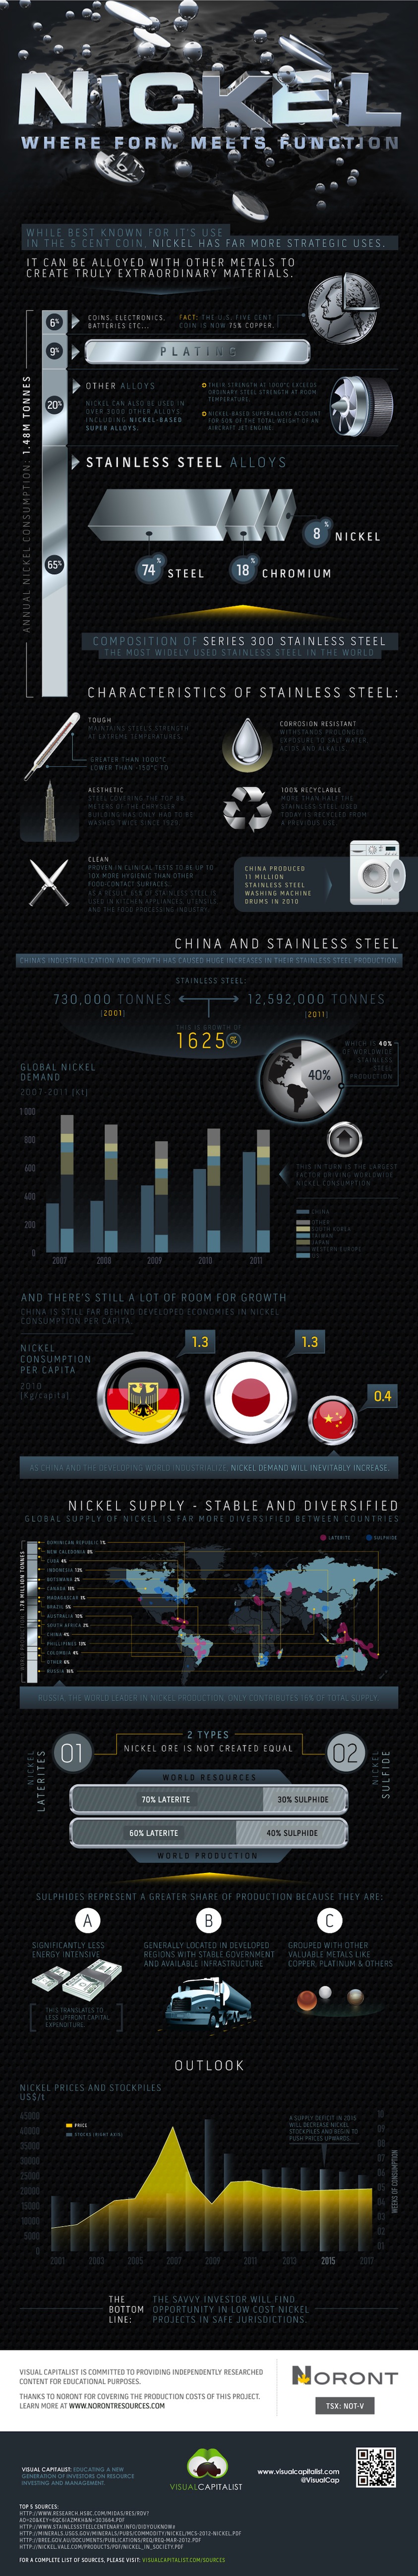 NICKEL
WHERE FORM MEETS FUNCTION
WHILE BEST KNOWN FOR IT'S USE
IN THE 5 CENT COIN, NICKEL HAS FAR MORE STRATEGIC USES.
IT CAN BE ALLOYED WITH OTHER METALS TO
CREATE TRULY EXTRAORDINARY MATERIALS.
ANNUAL NICKEL CONSUMPTION: 1.48M TONNES
6%
COINS, ELECTRONICS,
BATTERIES ETC...
FACT: THE U.S. FIVE CENT
COIN IS NOW 75% COPPER.
9%
PLATING
20%
OTHER ALLOYS
NICKEL CAN ALSO BE USED IN
OVER 3000 OTHER ALLOYS,
INCLUDING NICKEL-BASED
SUPER ALLOYS.
THEIR STRENGTH AT 1000°C EXCEEDS
ORDINARY STEEL STRENGTH AT ROOM
TEMPERATURE.
NICKEL-BASED SUPERALLOYS ACCOUNT
FOR 50% OF THE TOTAL WEIGHT OF AN
AIRCRAFT JET ENGINE.
65%
STAINLESS STEEL ALLOYS
8% NICKEL
74% STEEL
18% CHROMIUM
COMPOSITION OF SERIES 300 STAINLESS STEEL
THE MOST WIDELY USED STAINLESS STEEL IN THE WORLD
CHARACTERISTICS OF STAINLESS STEEL:
TOUGH
MAINTAINS STEEL'S STRENGTH
AT EXTREME TEMPERATURES.
GREATER THAN 1000°C
LOWER THAN -150°C TO
CORROSION RESISTANT
WITHSTANDS PROLONGED
EXPOSURE TO SALT WATER,
ACIDS AND ALKALIS.
AESTHETIC
STEEL COVERING THE TOP 88
METERS OF THE CHRYSLER
BUILDING HAS ONLY HAD TO BE
WASHED TWICE SINCE 1929.
100% RECYCLABLE
MORE THAN HALF THE
STAINLESS STEEL USED
TODAY IS RECYCLED FROM
A PREVIOUS USE.
CLEAN
PROVEN IN CLINICAL TESTS TO BE UP TO
10X MORE HYGIENIC THAN OTHER
FOOD-CONTACT SURFACES.
AS A RESULT, 65% OF STAINLESS STEEL IS
USED IN KITCHEN APPLIANCES, UTENSILS
AND THE FOOD PROCESSING INDUSTRY.
CHINA PRODUCED
11 MILLION
STAINLESS STEEL
WASHING MACHINE
DRUMS IN 2010
CHINA AND STAINLESS STEEL
CHINA'S INDUSTRIALIZATION AND GROWTH HAS CAUSED HUGE INCREASES IN THEIR STAINLESS STEEL PRODUCTION
STAINLESS STEEL:
730,000 TONNES
[2001]
12,592,000 TONNES
[2011]
THIS IS GROWTH OF
1625%
40%
WHICH IS 40%
OF WORLDWIDE
STAINLESS
STEEL
PRODUCTION
GLOBAL NICKEL
DEMAND
2007-2011 [Kt]
1000
800
600
400
200
0
2007
2008
2009
2010
2011
THIS IN TURN IS THE LARGEST
FACTOR DRIVING WORLDWIDE
NICKEL CONSUMPTION
CHINA
OTHER
SOUTH KOREA
TAIWAN
JAPAN
WESTERN EUROPE
US
AND THERE'S STILL A LOT OF ROOM FOR GROWTH
CHINA IS STILL FAR BEHIND DEVELOPED ECONOMIES IN NICKEL
CONSUMPTION PER CAPITA.
NICKEL
CONSUMPTION
PER CAPITA
2010
[Kg/capita]
1.3
1.3
0.4
AS CHINA AND THE DEVELOPING WORLD INDUSTRIALIZE, NICKEL DEMAND WILL INEVITABLY INCREASE.
NICKEL SUPPLY - STABLE AND DIVERSIFIED
GLOBAL SUPPLY OF NICKEL IS FAR MORE DIVERSIFIED BETWEEN COUNTRIES
LATERITE
SULPHIDE
WORLD PRODUCTION: 1.76 MILLION TONNES
DOMINICAN REPUBLIC 1%
NEW CALEDONIA 8%
CUBA 4%
INDONESIA 13%
BOTSWANA 2%
CANADA 11%
MADAGASCAR 1%
BRAZIL 5%
AUSTRALIA 10%
SOUTH AFRICA 2%
CHINA 4%
PHILLIPINES 13%
COLOMBIA 4%
OTHER 6%
RUSSIA 16%
RUSSIA, THE WORLD LEADER IN NICKEL PRODUCTION, ONLY CONTRIBUTES 16% OF TOTAL SUPPLY.
NICKEL
LATERITES
01
2 TYPES
NICKEL ORE IS NOT CREATED EQUAL
02
NICKEL
SULFIDE
WORLD RESOURCES
70% LATERITE
30% SULPHIDE
60% LATERITE
40% SULPHIDE
WORLD PRODUCTION
SULPHIDES REPRESENT A GREATER SHARE OF PRODUCTION BECAUSE THEY ARE:
A
SIGNIFICANTLY LESS
ENERGY INTENSIVE
THIS TRANSLATES TO
LESS UPFRONT CAPITAL
EXPENDITURE.
B
GENERALLY LOCATED IN DEVELOPED
REGIONS WITH STABLE GOVERNMENT
AND AVAILABLE INFRASTRUCTURE
C
GROUPED WITH OTHER
VALUABLE METALS LIKE
COPPER, PLATINUM & OTHERS
OUTLOOK
NICKEL PRICES AND STOCKPILES
US$/t
45000
40000
35000
30000
25000
20000
15000
10000
5000
0
PRICE
STOCKS (RIGHT AXIS)
A SUPPLY DEFICIT IN 2015
WILL DECREASE NICKEL
STOCKPILES AND BEGIN TO
PUSH PRICES UPWARDS.
10
09
08
07
06
05
04
03
02
01
WEEKS OF CONSUMPTION
2001
2003
2005
2007
2009
2011
2013
2015
2017
THE
BOTTOM
LINE:
THE SAVVY INVESTOR WILL FIND
OPPORTUNITY IN LOW COST NICKEL
PROJECTS IN SAFE JURISDICTIONS.
VISUAL CAPITALIST IS COMMITTED TO PROVIDING INDEPENDENTLY RESEARCHED
CONTENT FOR EDUCATIONAL PURPOSES.
THANKS TO NORONT FOR COVERING THE PRODUCTION COSTS OF THIS PROJECT.
LEARN MORE AT WWW.NORONTRESOURCES.COM
NORONT
TSX: NOT-V
VISUAL CAPITALIST: EDUCATING A NEW
GENERATION OF INVESTORS ON RESOURCE
INVESTING AND MANAGEMENT.
VISUALCAPITALIST
www.visualcapitalist.com
@VisualCap
TOP 5 SOURCES:
HTTP://WWW.STAINLESSSTEELCENTENARY.INFO/DIDYOUKNOW#
HTTP://MINERALS.USGS.GOV/MINERALS/PUBS/COMMODITY/NICKEL/MCS-2012-NICKEL.PDF
HTTP://BREE.GOV.AU/DOCUMENTS/PUBLICATIONS/REQ/REQ-MAR-2012.PDF
HTTP://NICKEL.VALE.COM/PRODUCTS/PDF/NICKEL_IN_SOCIETY.PDF
FOR A COMPLETE LIST OF SOURCES, PLEASE VISIT: VISUALCAPITALIST.COM/SOURCES